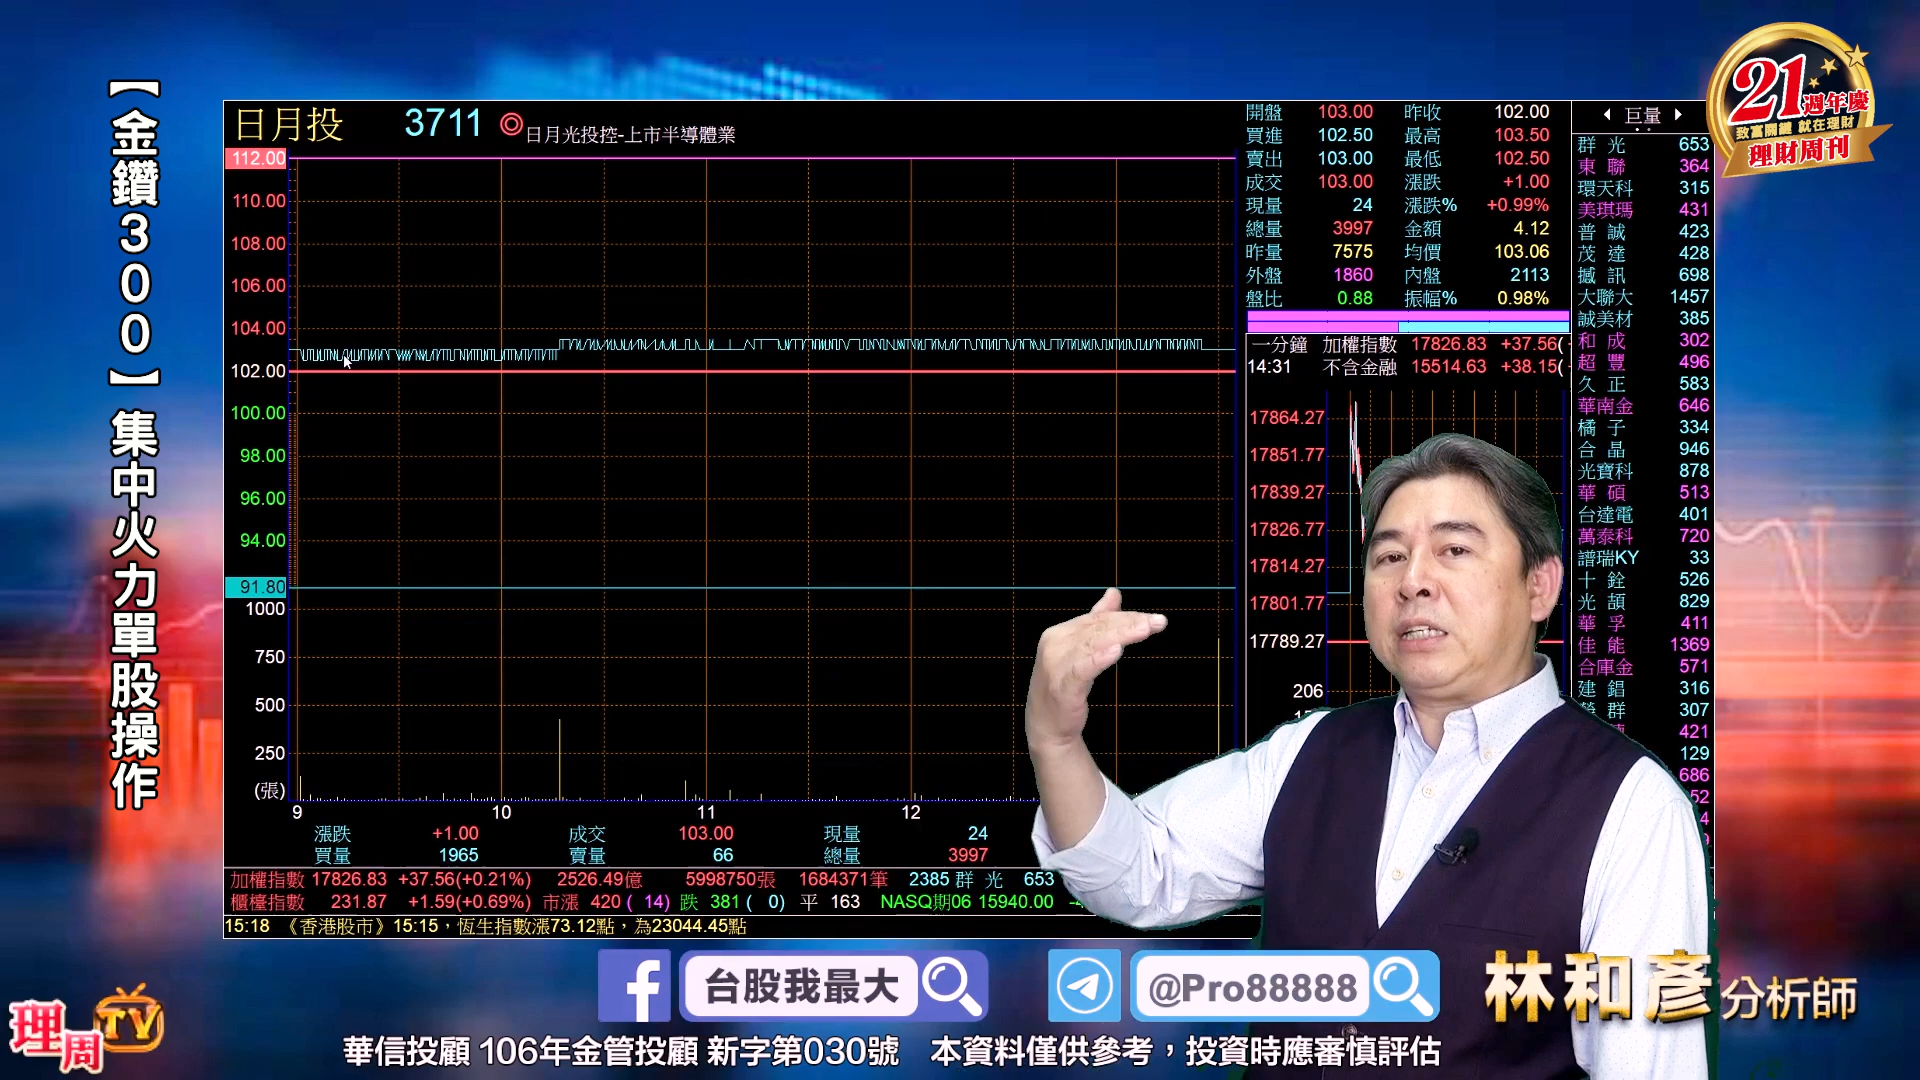 【金鑽300】集中火力單股操作
日月投 3711 ◎日月光投控-上市半導體業
112.00
110.00
108.00
106.00
104.00
102.00
100.00
98.00
96.00
94.00
91.80
1000
750
500
250
(張)
9 10 11 12
漲跌 +1.00 成交 103.00 現量 24
買量 1965 賣量 66 總量 3997
加權指數 17826.83 +37.56(+0.21%) 2526.49億 5998750張 1684371筆 2385 群 光 653
櫃檯指數 231.87 +1.59(+0.69%) 市漲 420 ( 14) 跌 381 ( 0) 平 163 NASQ期06 15940.00
15:18 《香港股市》15:15,恆生指數漲73.12點,為23044.45點
開盤 103.00 昨收 102.00
買進 102.50 最高 103.50
賣出 103.00 最低 102.50
成交 103.00 漲跌 +1.00
現量 24 漲跌% +0.99%
總量 3997 金額 4.12
昨量 7575 均價 103.06
外盤 1860 內盤 2113
盤比 0.88 振幅% 0.98%
一分鐘 加權指數 17826.83 +37.56(
14:31 不含金融 15514.63 +38.15(
17864.27
17851.77
17839.27
17826.77
17814.27
17801.77
17789.27
206
巨量
群 光 653
東 聯 364
環天科 315
美琪瑪 431
普 誠 423
茂 達 428
撼 訊 698
大聯大 1457
誠美材 385
和 成 302
超 豐 496
久 正 583
華南金 646
橘 子 334
合 晶 946
光寶科 878
華 碩 513
台達電 401
萬泰科 720
譜瑞KY 33
十 銓 526
光 頡 829
華 孚 411
佳 能 1369
合庫金 571
建 錩 316
群 307
421
129
686
21週年慶
致富關鍵 就在理財
理財周刊
台股我最大
@Pro88888
林和彥 分析師
理周TV
華信投顧 106年金管投顧 新字第030號 本資料僅供參考,投資時應審慎評估